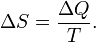 ΔS = ΔQ/T.